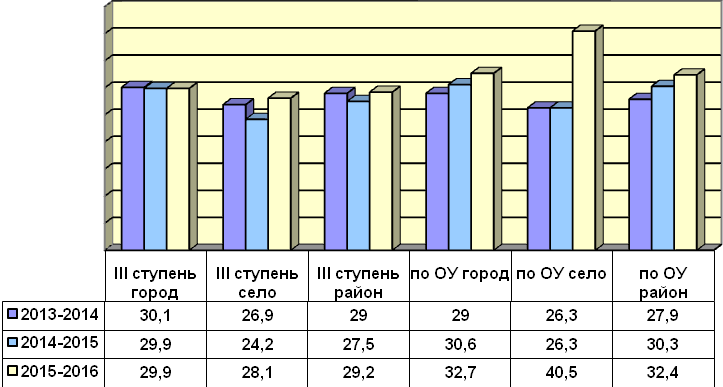 III ступень город III ступень село III ступень район по ОУ город по ОУ село по ОУ район
2013-2014 30,1 26,9 29 29 26,3 27,9
2014-2015 29,9 24,2 27,5 30,6 26,3 30,3
2015-2016 29,9 28,1 29,2 32,7 40,5 32,4